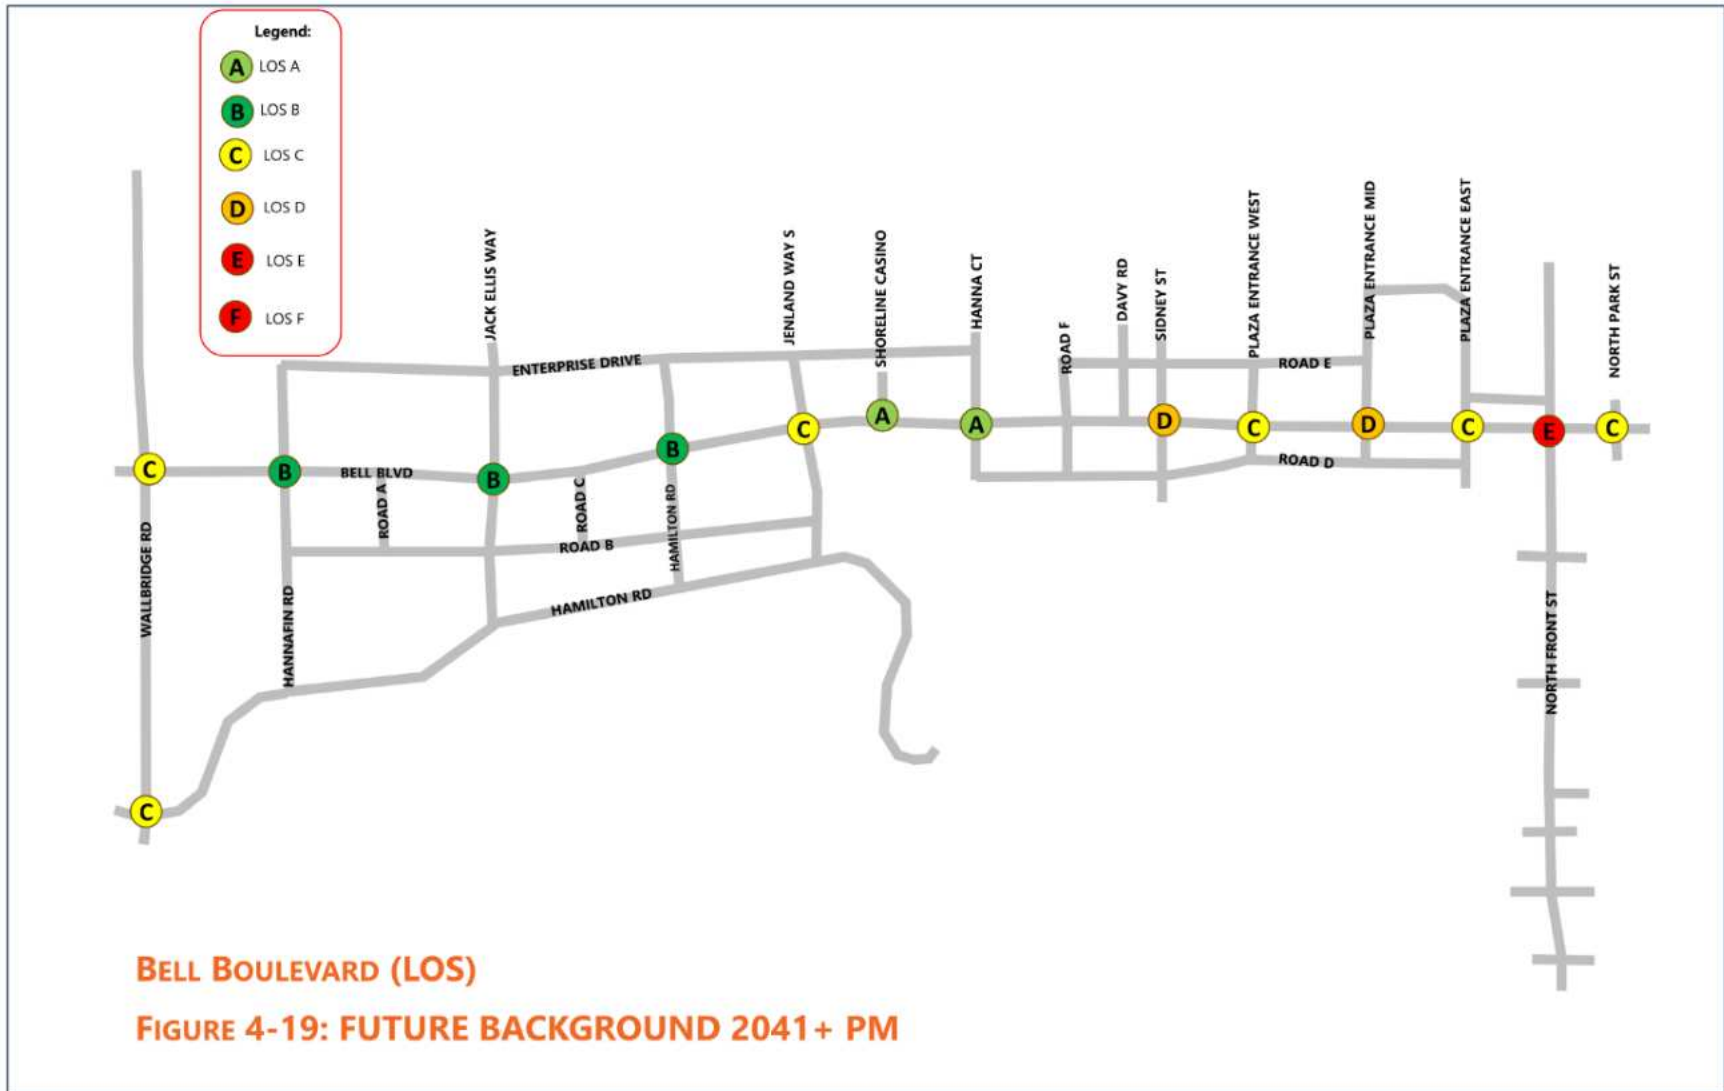 Legend:
A LOS A
B LOS B
C LOS C
D LOS D
E LOS E
F LOS F
JACK ELLIS WAY
JENLAND WAY S
SHORELINE CASINO
HANNA CT
ROAD F
DAVY RD
SIDNEY ST
PLAZA ENTRANCE WEST
PLAZA ENTRANCE MID
PLAZA ENTRANCE EAST
NORTH PARK ST
ENTERPRISE DRIVE
ROAD E
C
B
BELL BLVD
B
B
C
A
A
D
C
D
C
E
C
ROAD D
ROAD A
ROAD C
HAMILTON RD
ROAD B
WALLBRIDGE RD
HANNAFIN RD
HAMILTON RD
NORTH FRONT ST
C
BELL BOULEVARD (LOS)
FIGURE 4-19: FUTURE BACKGROUND 2041+ PM